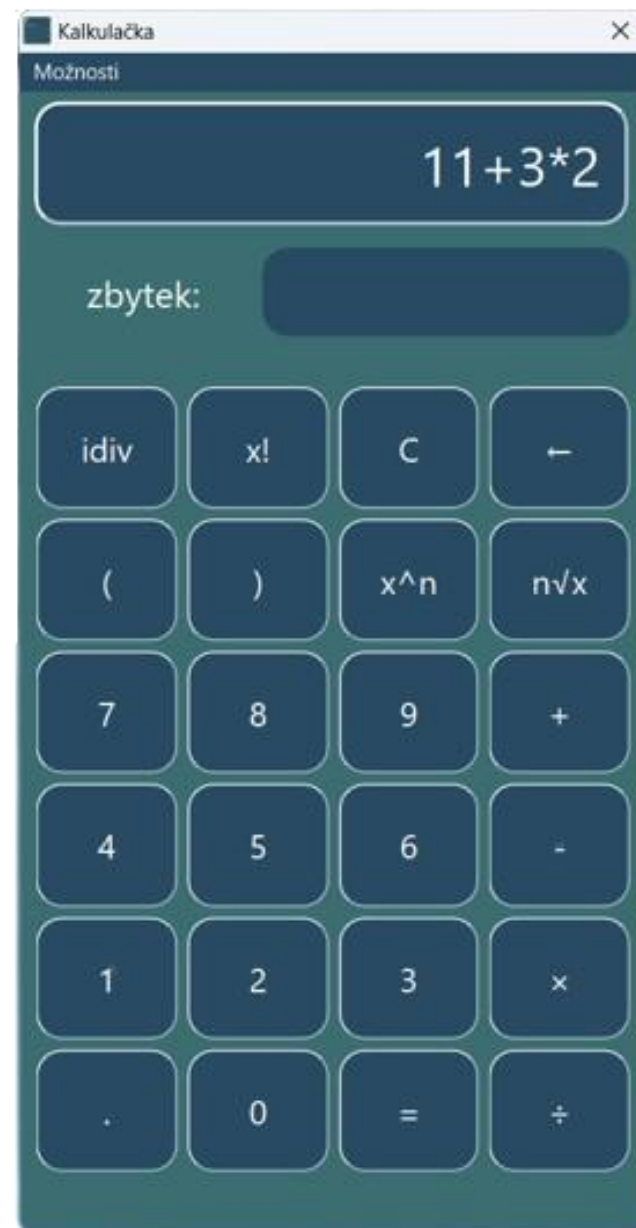 Kalkulačka ×
Možnosti
11+3*2
zbytek:
idiv x! C ←
( ) x^n n√x
7 8 9 +
4 5 6 -
1 2 3 ×
. 0 = ÷